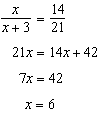 x/(x + 3) = 14/21
21x = 14x + 42
7x = 42
x = 6